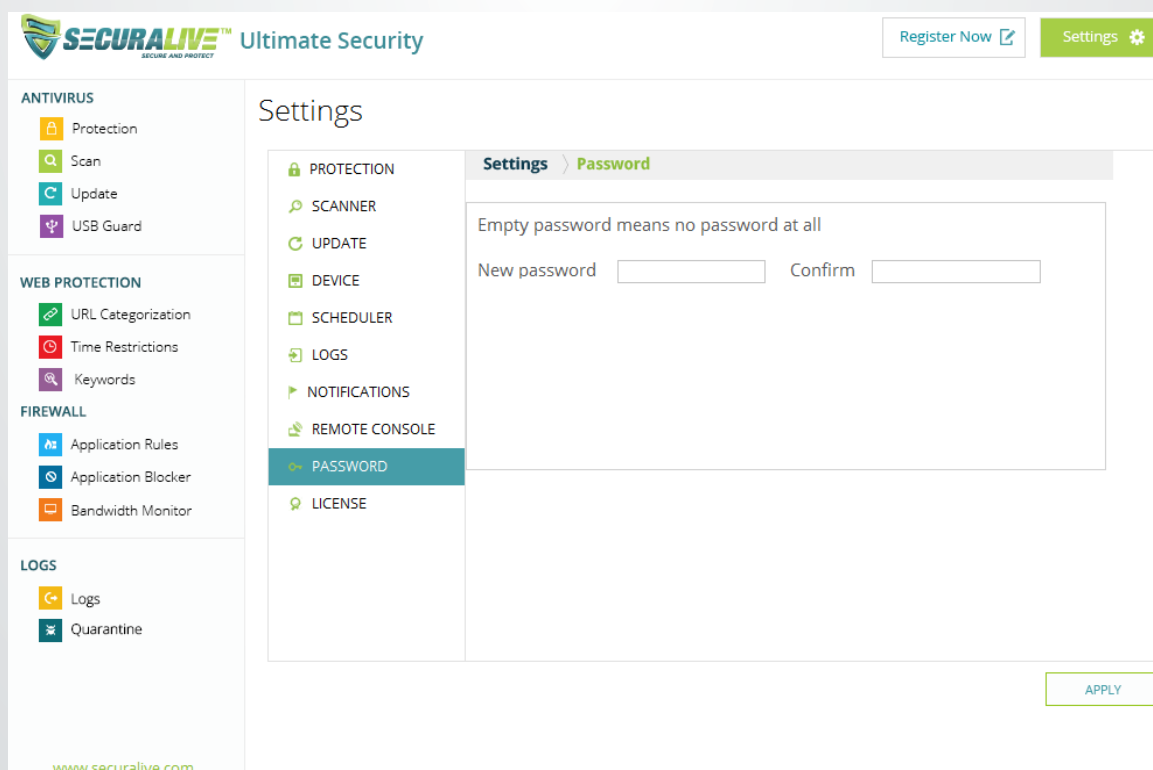 SECURALIVE™ Ultimate Security
SECURE AND PROTECT
Register Now
Settings
ANTIVIRUS
Protection
Scan
Update
USB Guard
WEB PROTECTION
URL Categorization
Time Restrictions
Keywords
FIREWALL
Application Rules
Application Blocker
Bandwidth Monitor
LOGS
Logs
Quarantine
www.securalive.com
Settings
PROTECTION
SCANNER
UPDATE
DEVICE
SCHEDULER
LOGS
NOTIFICATIONS
REMOTE CONSOLE
PASSWORD
LICENSE
Settings Password
Empty password means no password at all
New password Confirm
APPLY